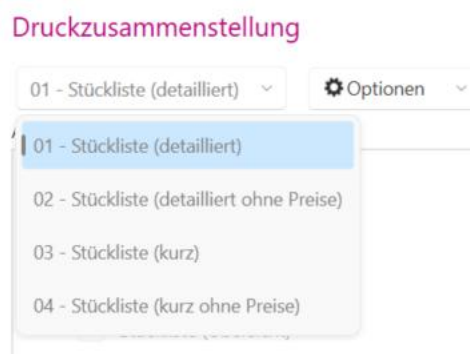 Druckzusammenstellung
01 - Stückliste (detailliert)
Optionen
01 - Stückliste (detailliert)
02 - Stückliste (detailliert ohne Preise)
03 - Stückliste (kurz)
04 - Stückliste (kurz ohne Preise)